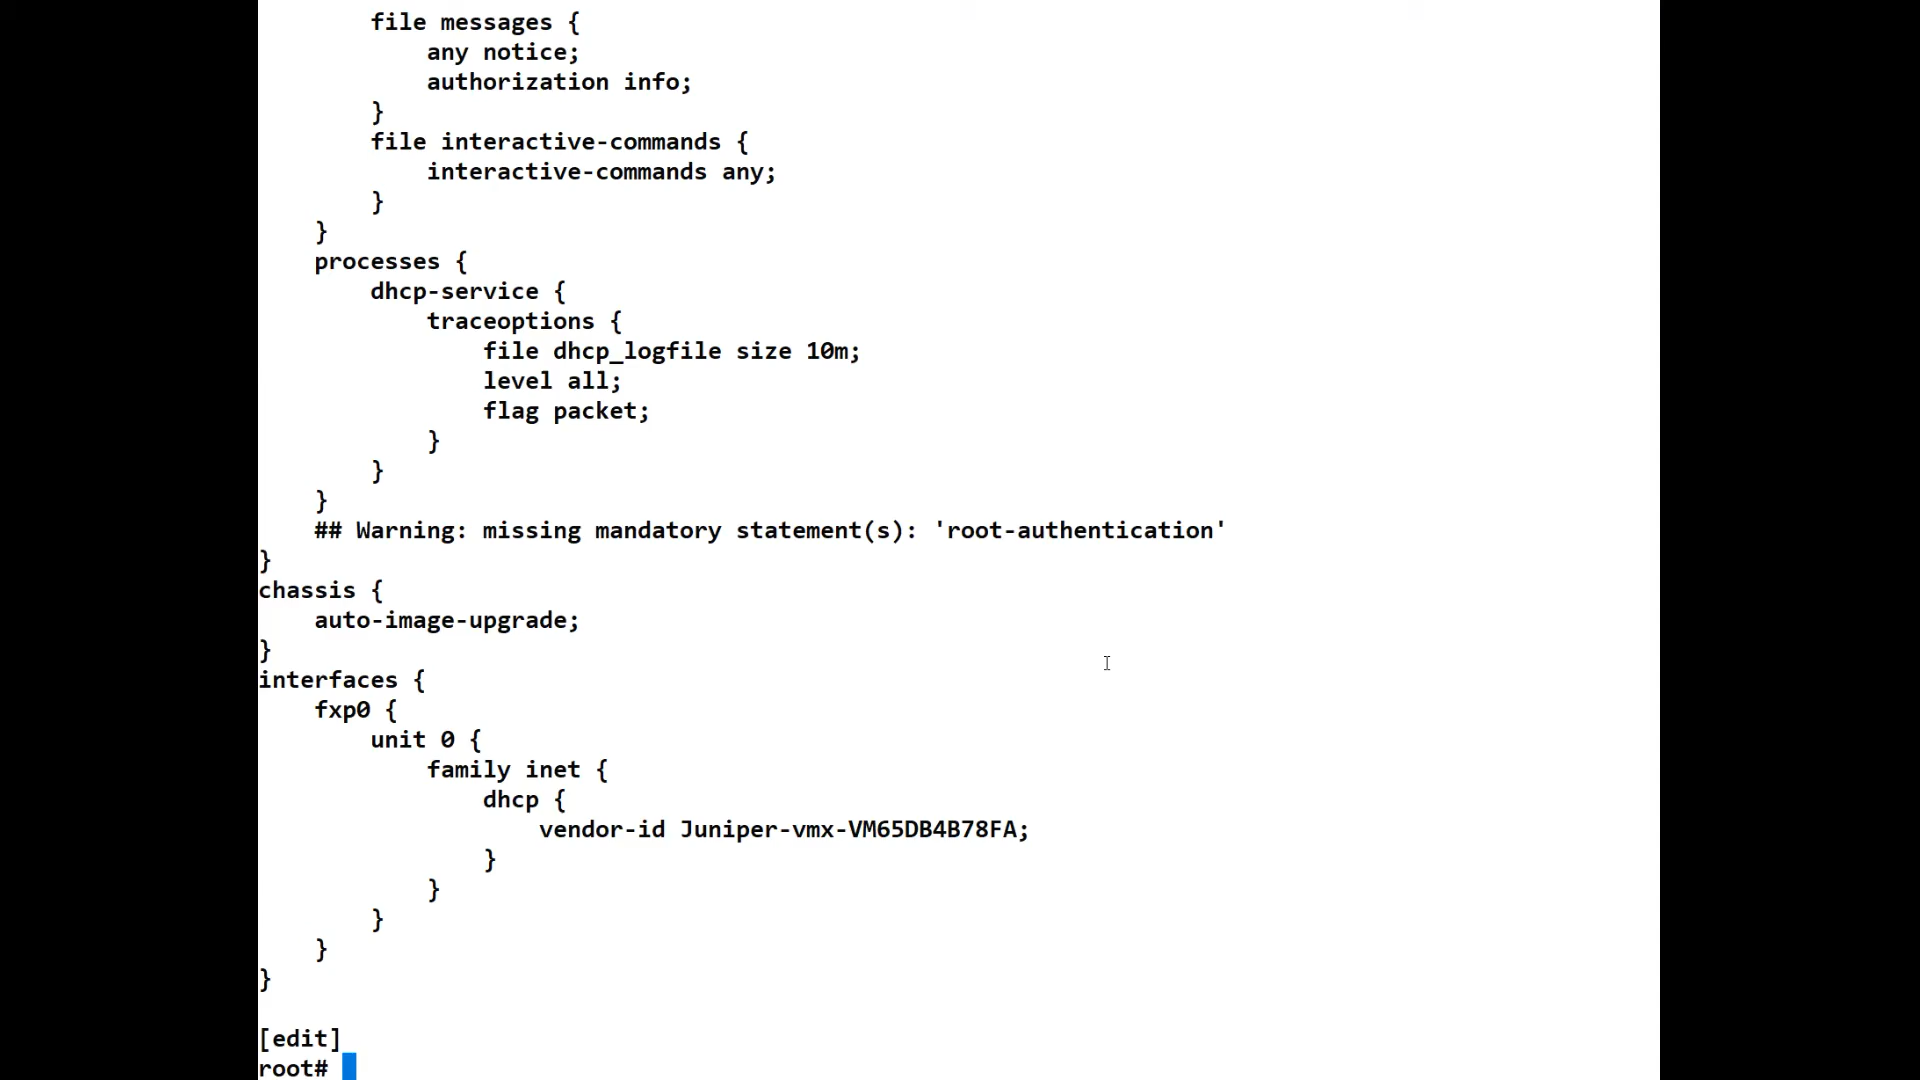 file messages {
            any notice;
            authorization info;
        }
        file interactive-commands {
            interactive-commands any;
        }
    }
    processes {
        dhcp-service {
            traceoptions {
                file dhcp_logfile size 10m;
                level all;
                flag packet;
            }
        }
    }
    ## Warning: missing mandatory statement(s): 'root-authentication'
}
chassis {
    auto-image-upgrade;
}
interfaces {
    fxp0 {
        unit 0 {
            family inet {
                dhcp {
                    vendor-id Juniper-vmx-VM65DB4B78FA;
                }
            }
        }
    }
}

[edit]
root#